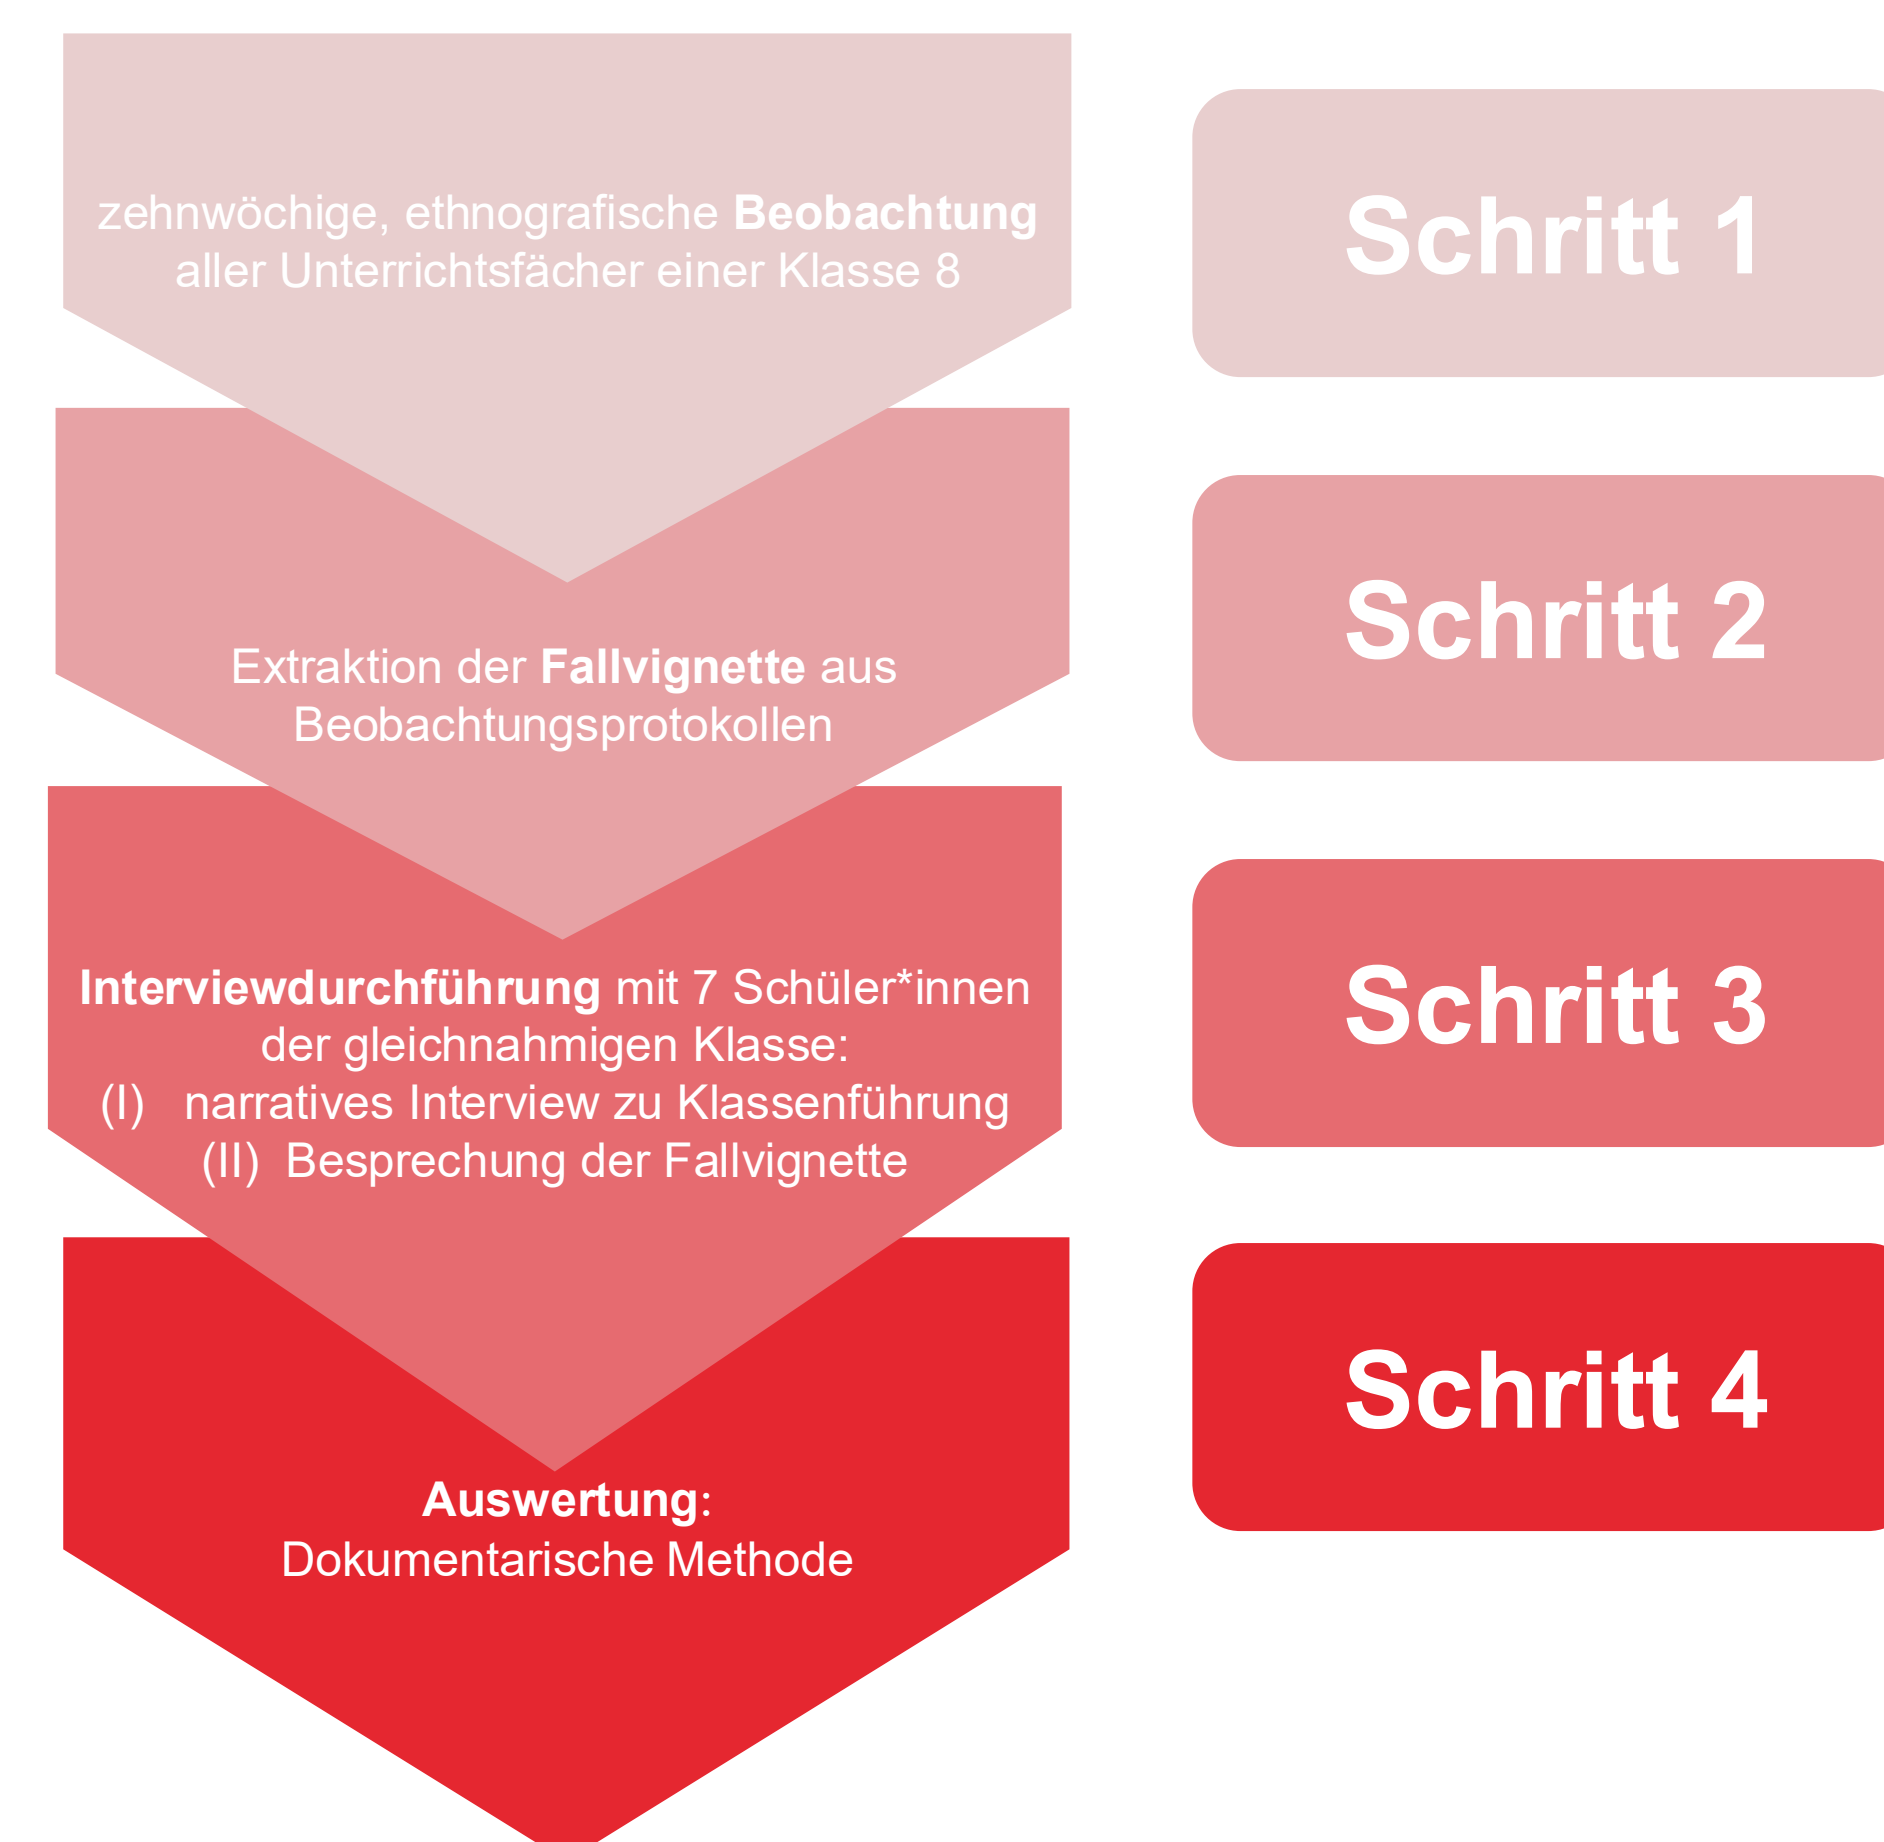 zehnwöchige, ethnografische Beobachtung
aller Unterrichtsfächer einer Klasse 8
Schritt 1
Extraktion der Fallvignette aus
Beobachtungsprotokollen
Schritt 2
Interviewdurchführung mit 7 Schüler*innen
der gleichnahmigen Klasse:
(I) narratives Interview zu Klassenführung
(II) Besprechung der Fallvignette
Schritt 3
Auswertung:
Dokumentarische Methode
Schritt 4